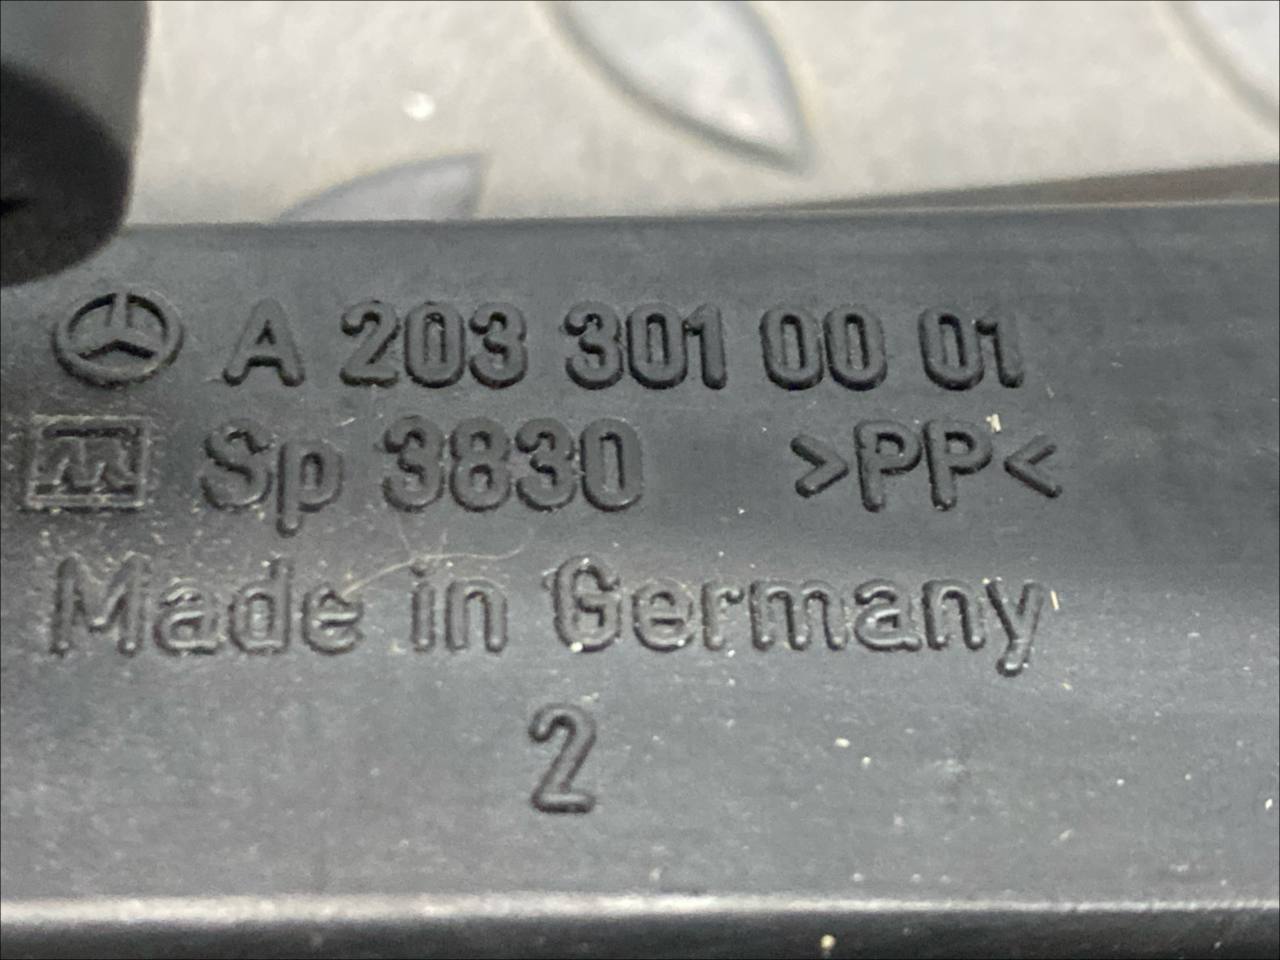 A 203 301 00 01
Sp 3830 >PP<
Made in Germany
2